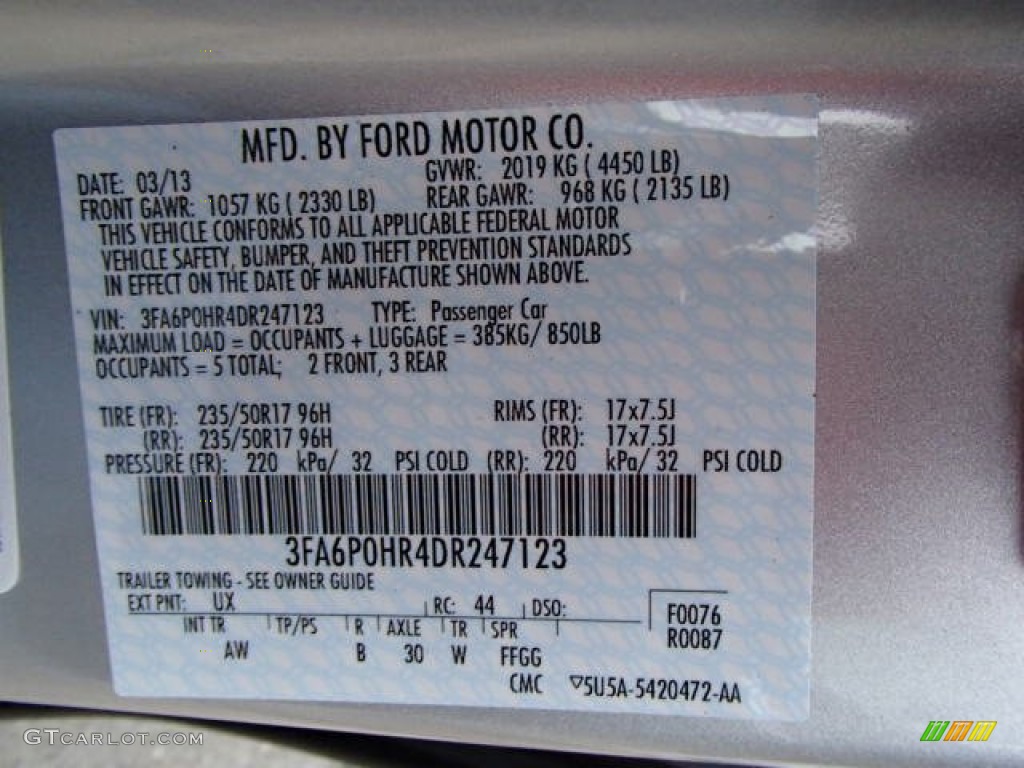 MFD. BY FORD MOTOR CO.
DATE: 03/13 GVWR: 2019 KG ( 4450 LB)
FRONT GAWR: 1057 KG ( 2330 LB) REAR GAWR: 968 KG ( 2135 LB)
THIS VEHICLE CONFORMS TO ALL APPLICABLE FEDERAL MOTOR
VEHICLE SAFETY, BUMPER, AND THEFT PREVENTION STANDARDS
IN EFFECT ON THE DATE OF MANUFACTURE SHOWN ABOVE.
VIN: 3FA6P0HR4DR247123 TYPE: Passenger Car
MAXIMUM LOAD = OCCUPANTS + LUGGAGE = 385KG/ 850LB
OCCUPANTS = 5 TOTAL; 2 FRONT, 3 REAR
TIRE (FR): 235/50R17 96H RIMS (FR): 17x7.5J
(RR): 235/50R17 96H (RR): 17x7.5J
PRESSURE (FR): 220 kPa/ 32 PSI COLD (RR): 220 kPa/ 32 PSI COLD
3FA6P0HR4DR247123
TRAILER TOWING - SEE OWNER GUIDE
EXT PNT: UX RC: 44 DSO: F0076
INT TR TP/PS R AXLE TR SPR R0087
AW B 30 W FFGG
CMC ▽5U5A-5420472-AA
GTCARLOT.COM